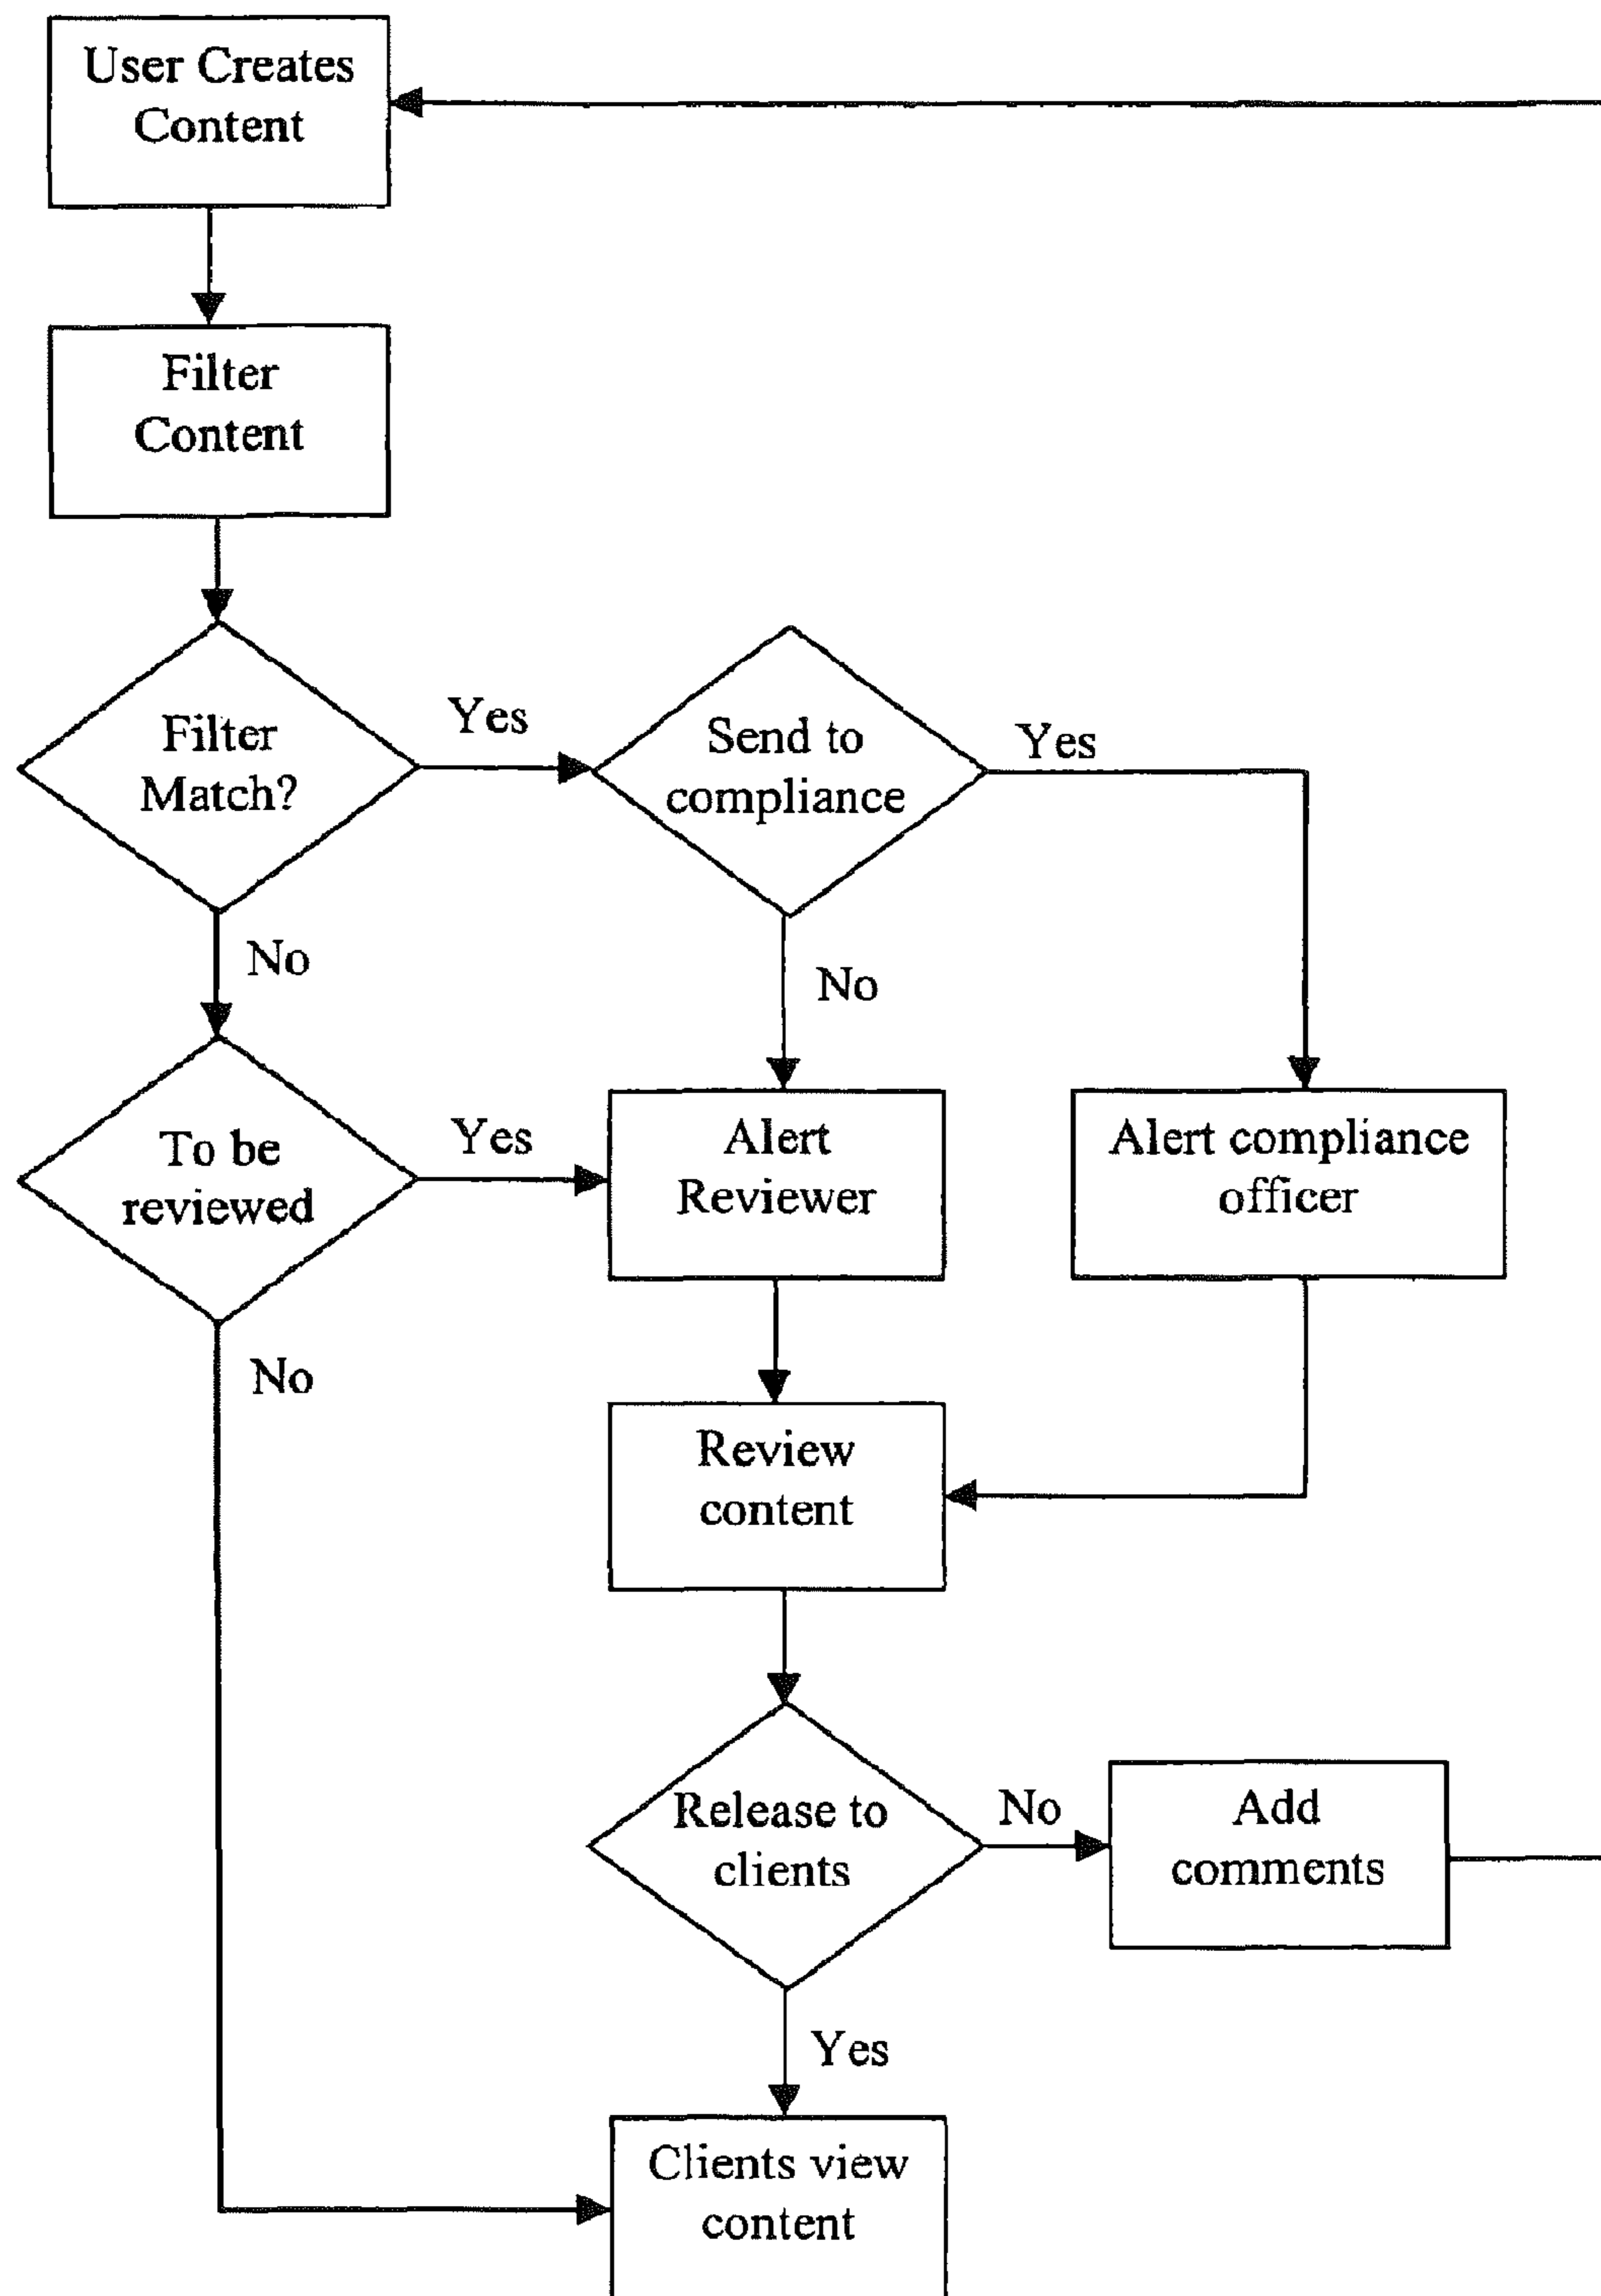 User Creates
Content
Filter
Content
Filter
Match?
Yes
Send to
compliance
Yes
No
No
To be
reviewed
Yes
Alert
Reviewer
Alert compliance
officer
No
Review
content
Release to
clients
No
Add
comments
Yes
Clients view
content